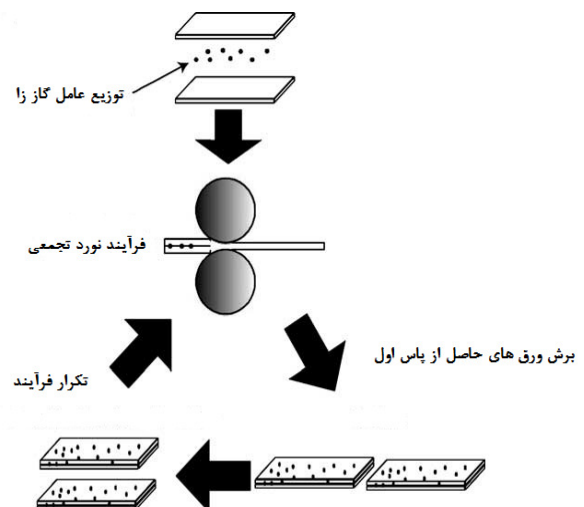 توزیع عامل گاز زا
فرآیند نورد تجمعی
برش ورق های حاصل از پاس اول
تکرار فرآیند